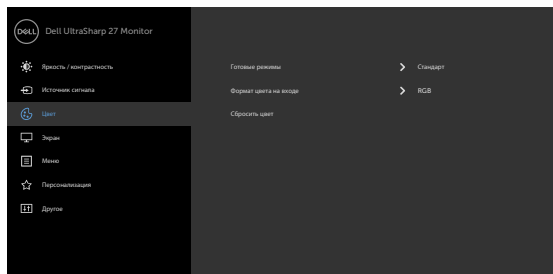 DELL
Dell UltraSharp 27 Monitor
Яркость / контрастность
Источник сигнала
Цвет
Экран
Меню
Персонализация
Другое
Готовые режимы Стандарт
Формат цвета на входе RGB
Сбросить цвет